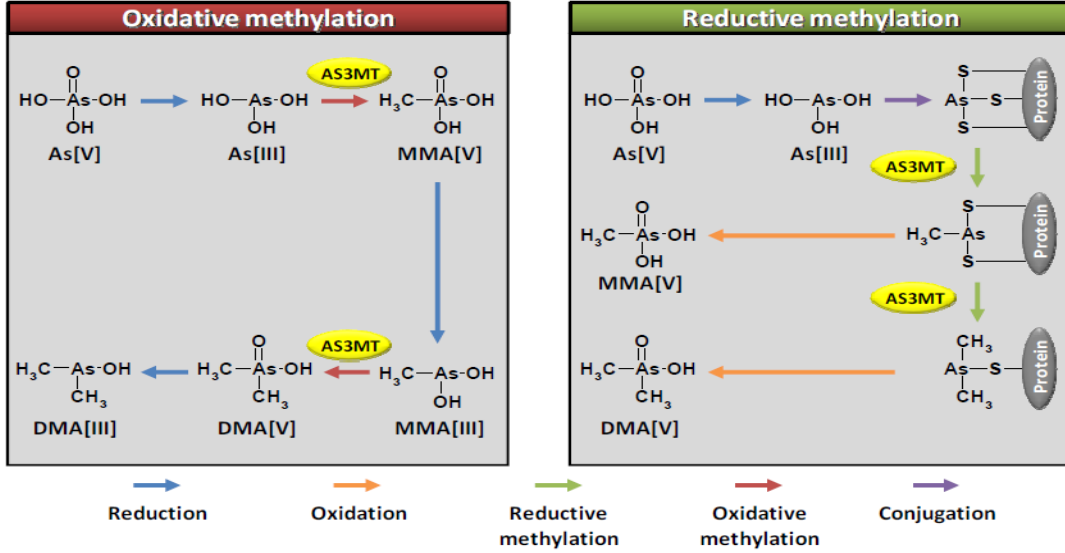 Oxidative methylation
O
HO-As-OH
OH
As[V]
HO-As-OH
OH
As[III]
AS3MT
O
H3C-As-OH
OH
MMA[V]
H3C-As-OH
CH3
DMA[III]
O
H3C-As-OH
CH3
DMA[V]
AS3MT
H3C-As-OH
OH
MMA[III]
Reductive methylation
O
HO-As-OH
OH
As[V]
HO-As-OH
OH
As[III]
S
As-S
S
Protein
AS3MT
O
H3C-As-OH
OH
MMA[V]
S
H3C-As
S
Protein
AS3MT
O
H3C-As-OH
CH3
DMA[V]
CH3
As-S
CH3
Protein
Reduction
Oxidation
Reductive
methylation
Oxidative
methylation
Conjugation